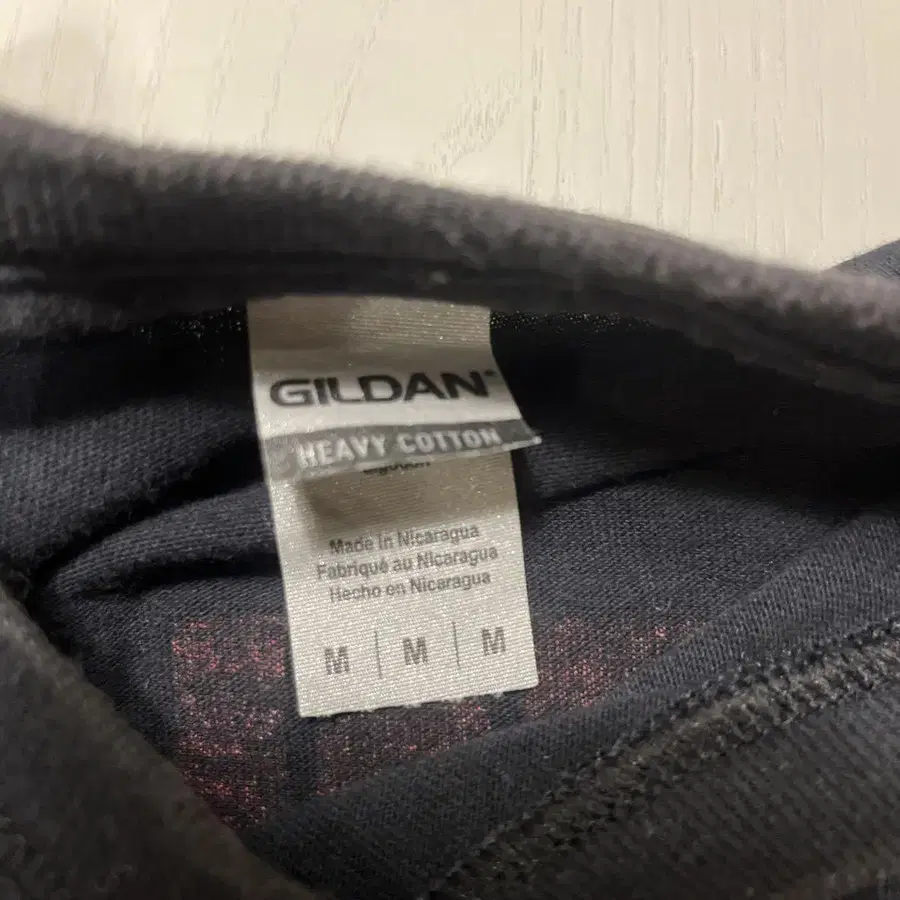 GILDAN®
HEAVY COTTON
Made in Nicaragua
Fabriqué au Nicaragua
Hecho en Nicaragua
M | M | M